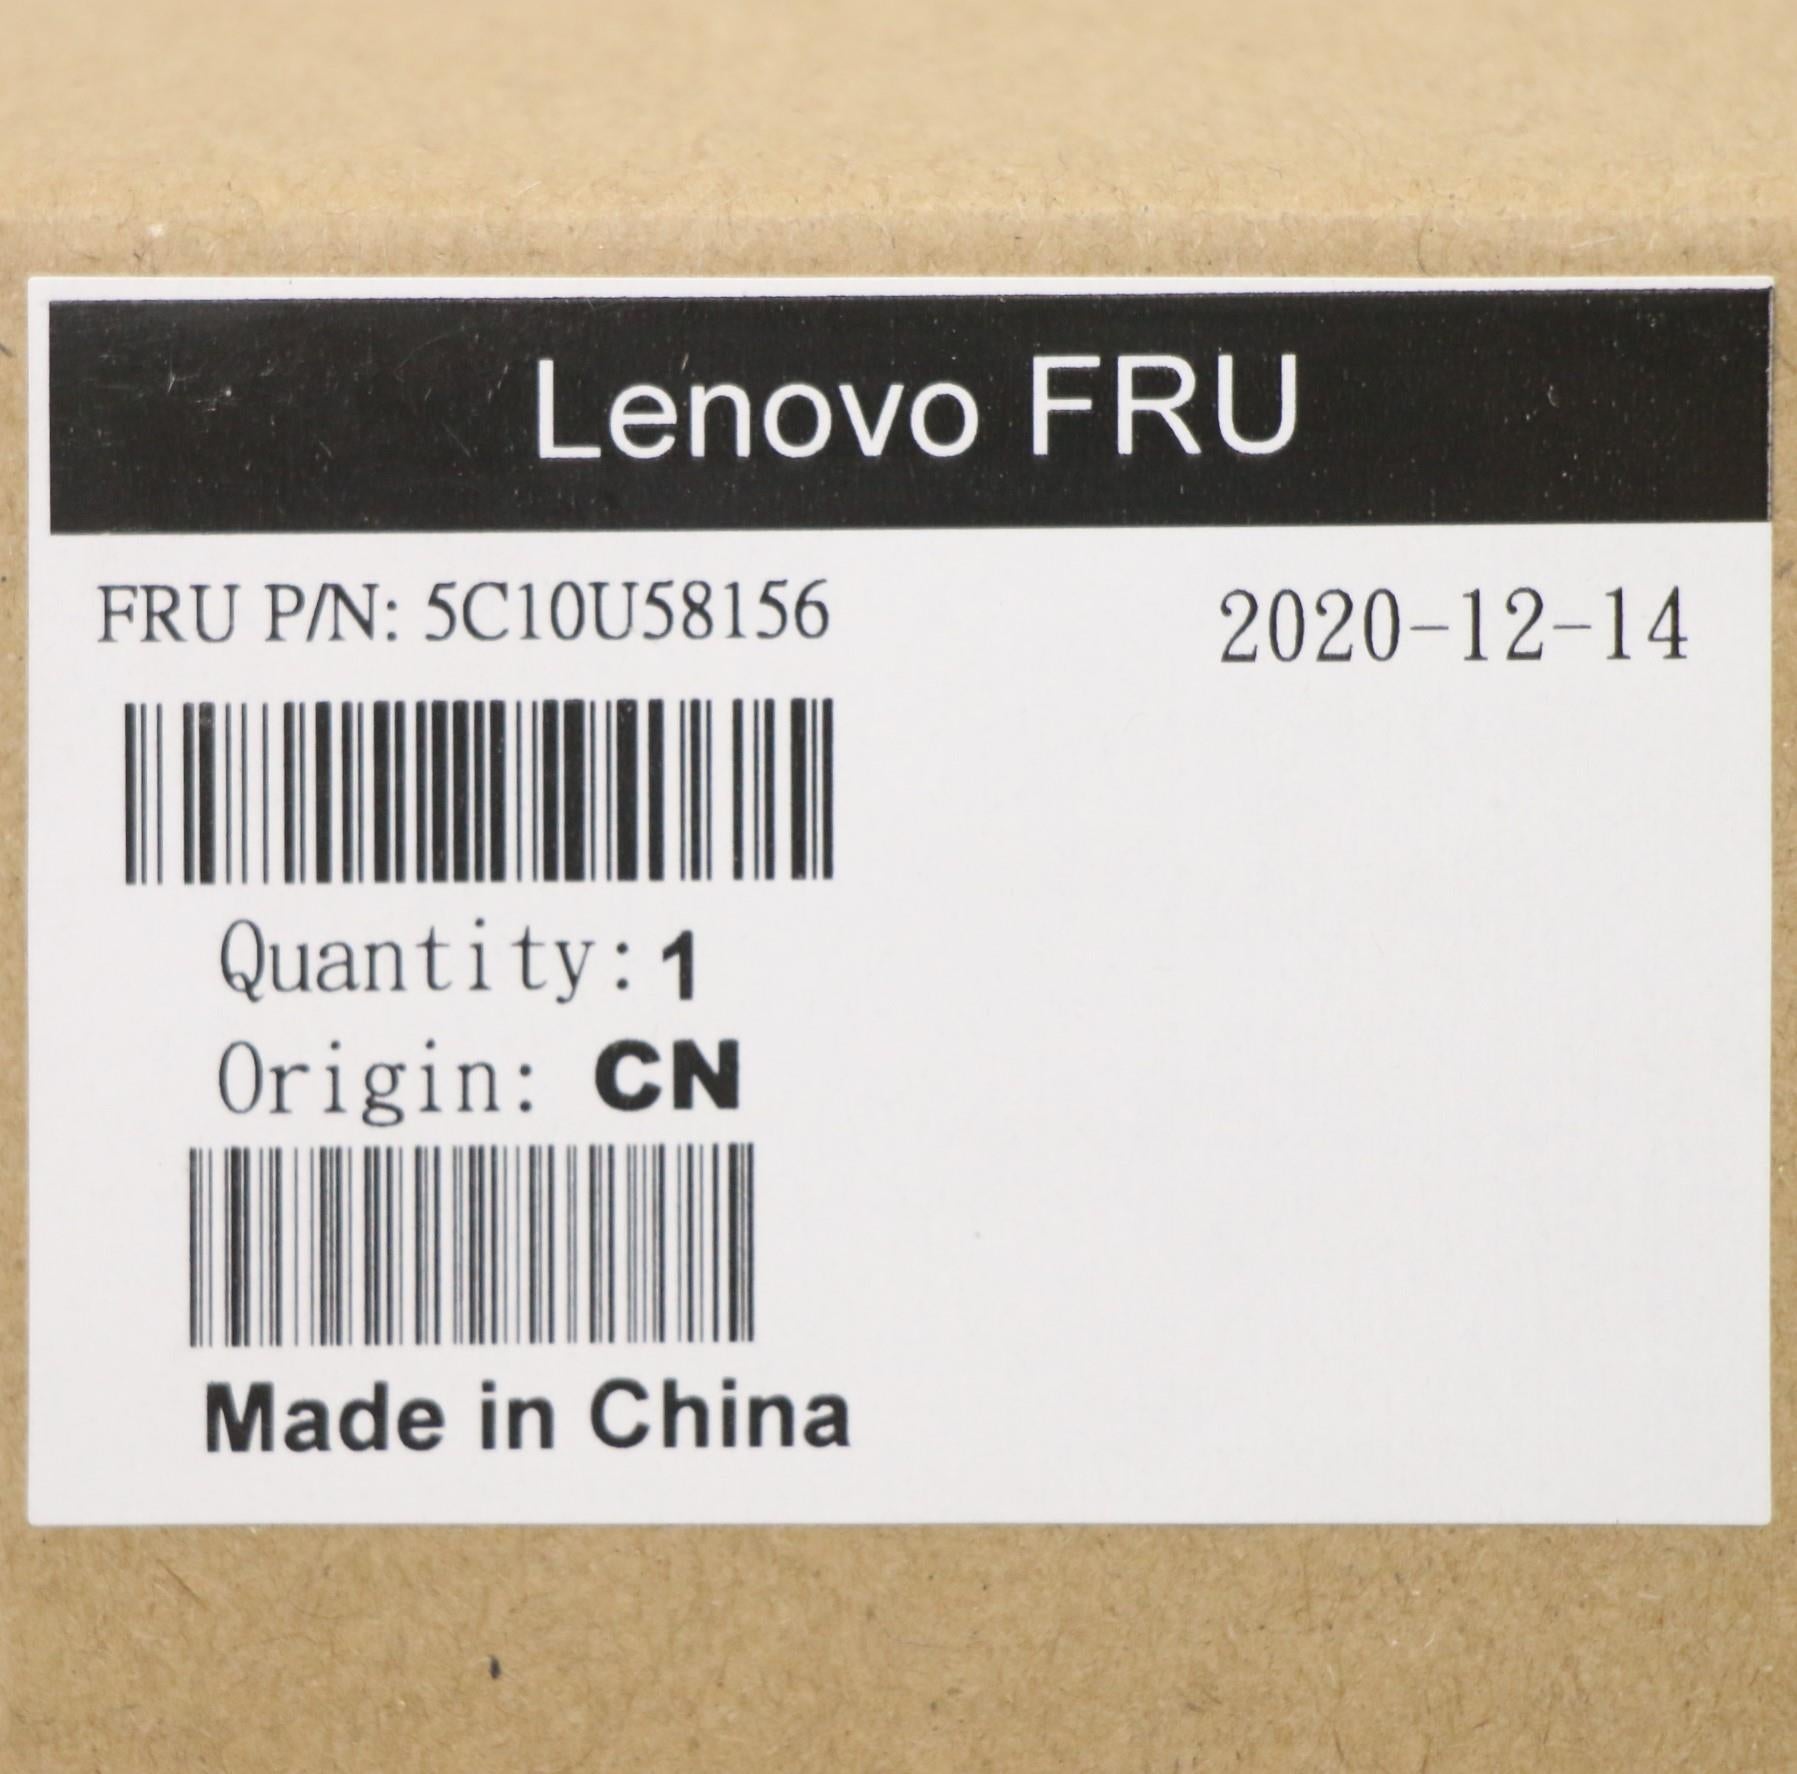 Lenovo FRU
FRU P/N: 5C10U58156
2020-12-14
Quantity: 1
Origin: CN
Made in China